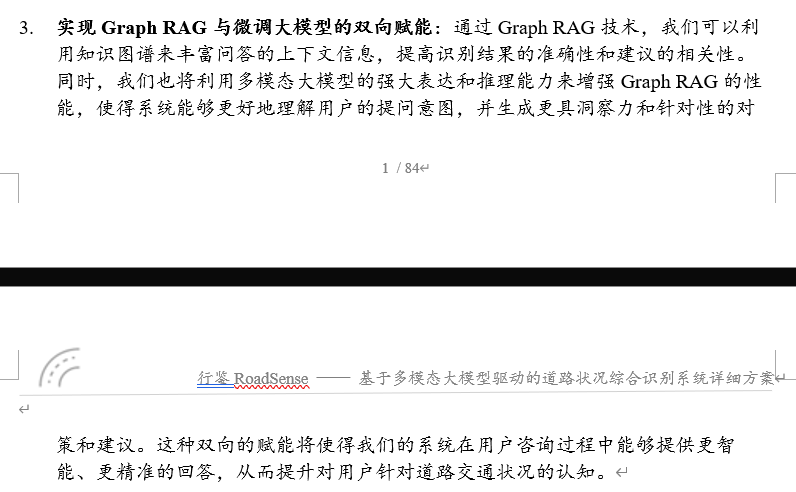 3. 实现 Graph RAG 与微调大模型的双向赋能：通过 Graph RAG 技术，我们可以利
用知识图谱来丰富问答的上下文信息，提高识别结果的准确性和建议的相关性。
同时，我们也将利用多模态大模型的强大表达和推理能力来增强 Graph RAG 的性
能，使得系统能够更好地理解用户的提问意图，并生成更具洞察力和针对性的对
1 / 84↵
行鉴 RoadSense —— 基于多模态大模型驱动的道路状况综合识别系统详细方案↵
↵
策和建议。这种双向的赋能将使得我们的系统在用户咨询过程中能够提供更智
能、更精准的回答，从而提升对用户针对道路交通状况的认知。↵